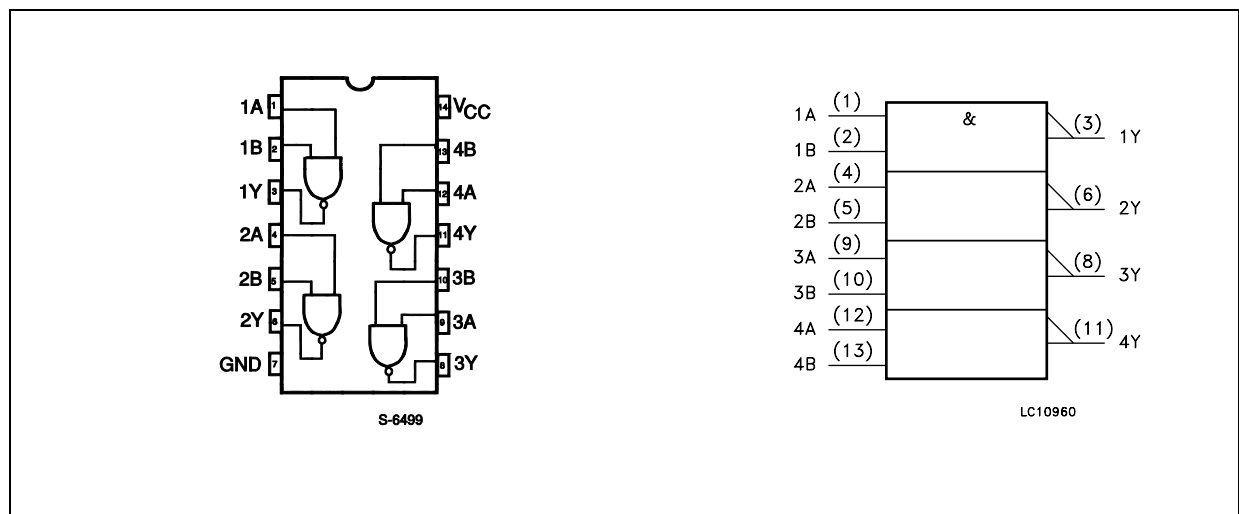 1A 1 14 VCC
1B 2 13 4B
1Y 3 12 4A
2A 4 11 4Y
2B 5 10 3B
2Y 6 9 3A
GND 7 8 3Y
S-6499
&
1A (1)
1B (2)
2A (4)
2B (5)
3A (9)
3B (10)
4A (12)
4B (13)
(3) 1Y
(6) 2Y
(8) 3Y
(11) 4Y
LC10960